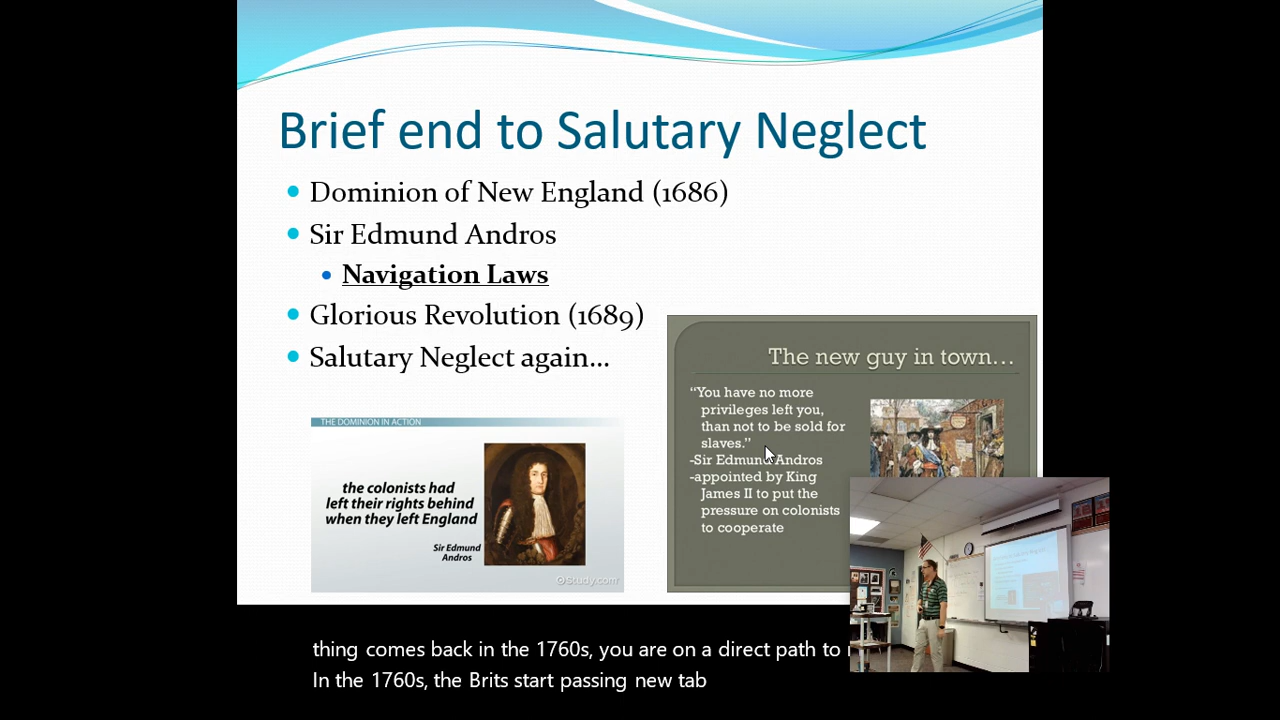 Brief end to Salutary Neglect
Dominion of New England (1686)
Sir Edmund Andros
Navigation Laws
Glorious Revolution (1689)
Salutary Neglect again...
THE DOMINION IN ACTION
the colonists had
left their rights behind
when they left England
Sir Edmund
Andros
Study.com
The new guy in town…
“You have no more
privileges left you,
than not to be sold for
slaves.”
-Sir Edmund Andros
-appointed by King
James II to put the
pressure on colonists
to cooperate
thing comes back in the 1760s, you are on a direct path to
In the 1760s, the Brits start passing new tab